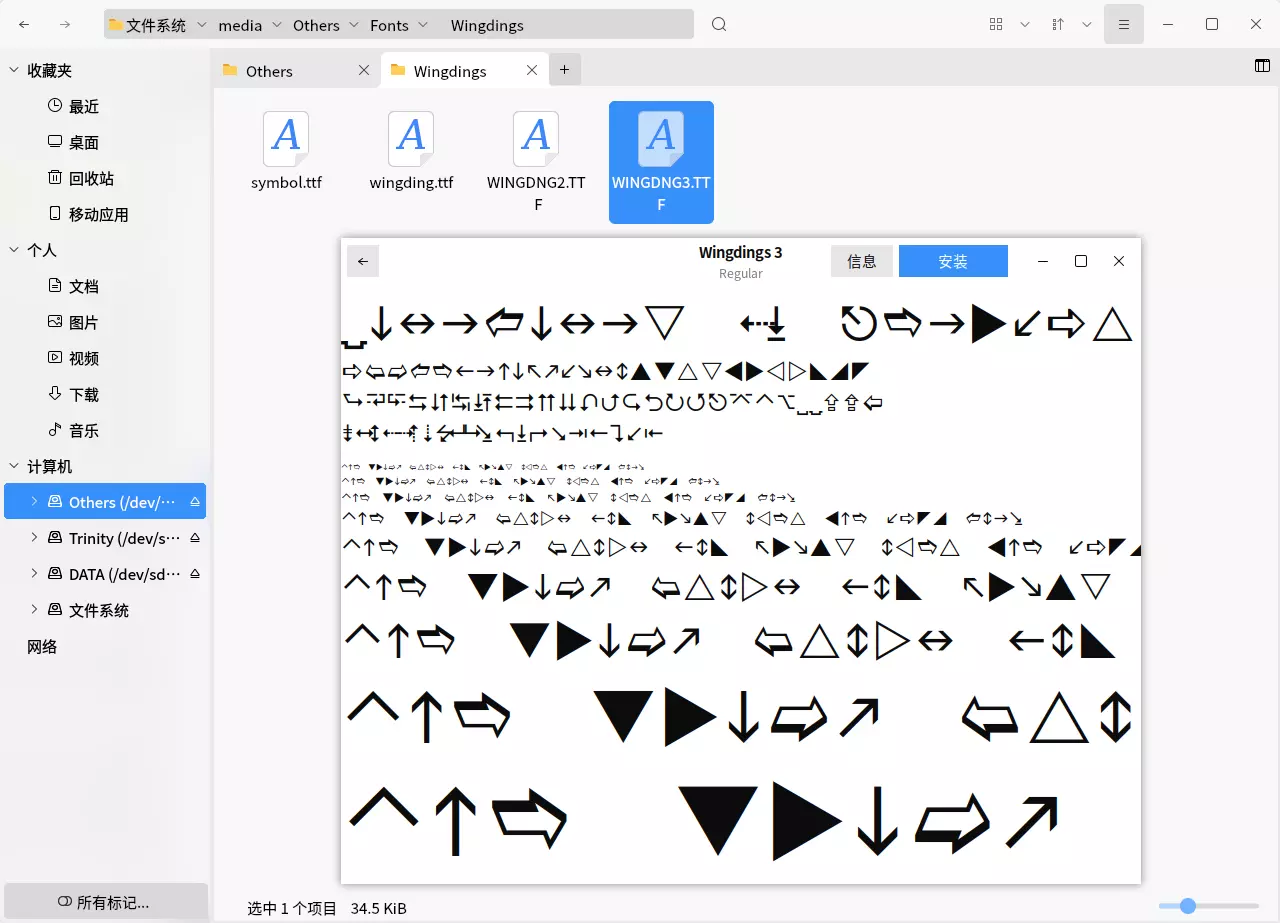 文件系统 media Others Fonts Wingdings
收藏夹
最近
桌面
回收站
移动应用
个人
文档
图片
视频
下载
音乐
计算机
Others (/dev/···
Trinity (/dev/s···
DATA (/dev/sd···
文件系统
网络
所有标记...
Others
Wingdings
symbol.ttf
wingding.ttf
WINGDNG2.TT
F
WINGDNG3.TT
F
Wingdings 3
Regular
信息
安装
选中 1 个项目 34.5 KiB